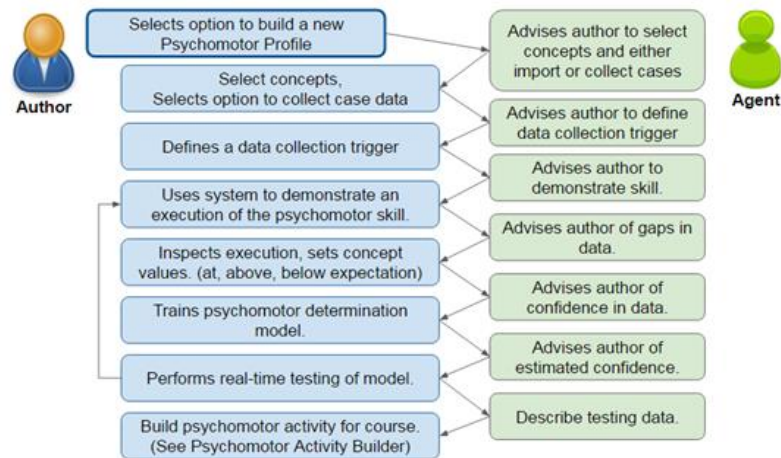 Selects option to build a new
Psychomotor Profile
Author
Advises author to select
concepts and either
import or collect cases
Agent
Select concepts,
Selects option to collect case data
Advises author to define
data collection trigger
Defines a data collection trigger
Advises author to
demonstrate skill.
Uses system to demonstrate an
execution of the psychomotor skill.
Advises author of gaps in
data.
Inspects execution, sets concept
values. (at, above, below expectation)
Advises author of
confidence in data.
Trains psychomotor determination
model.
Advises author of
estimated confidence.
Performs real-time testing of model.
Describe testing data.
Build psychomotor activity for course.
(See Psychomotor Activity Builder)